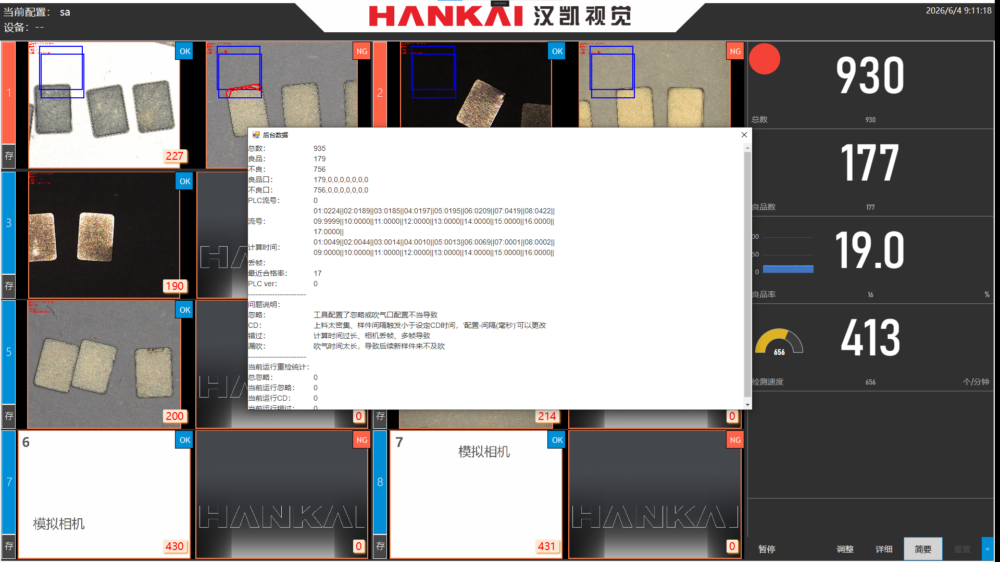 当前配置： sa
设备： --
HANKAI 汉凯视觉
2026/6/4 9:11:18
1
存
OK
227
NG
2
OK
NG
930
总数
930
177
良品数
177
00
50
0
19.0
良品率
16
%
656
413
检测速度
656
个/分钟
3
存
OK
190
5
存
OK
200
0
存
214
0
后台数据
总数： 935
良品： 179
不良： 756
良品口： 179,0,0,0,0,0,0,0
不良口： 756,0,0,0,0,0,0,0
PLC流号： 0
流号：
01:0224||02:0189||03:0185||04:0197||05:0195||06:0209||07:0419||08:0422||
09:9999||10:0000||11:0000||12:0000||13:0000||14:0000||15:0000||16:0000||
17:0000||
计算时间：
01:0049||02:0044||03:0014||04:0010||05:0013||06:0069||07:0001||08:0002||
09:0000||10:0000||11:0000||12:0000||13:0000||14:0000||15:0000||16:0000||
丢帧：
最近合格率： 17
PLC ver: 0
------------------------
问题说明：
忽略： 工具配置了忽略或吹气口配置不当导致
CD： 上料太密集、样件间隔触发小于设定CD时间，'配置-间隔(毫秒)'可以更改
错过： 计算时间过长、相机丢帧、多帧导致
漏吹： 吹气时间太长，导致后续新样件来不及吹
------------------------
当前运行重检统计：
总忽略： 0
当前运行忽略： 0
当前运行CD： 0
当前运行错过： 0
7
存
6
OK
模拟相机
430
NG
HANKAI
0
8
存
7
OK
模拟相机
431
NG
HANKAI
0
暂停
调整
详细
简要
重置
=